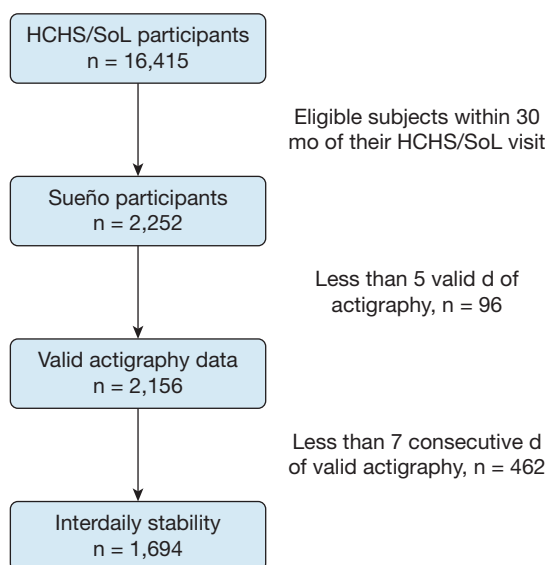 HCHS/SoL participants
n = 16,415
Eligible subjects within 30
mo of their HCHS/SoL visit
Sueño participants
n = 2,252
Less than 5 valid d of
actigraphy, n = 96
Valid actigraphy data
n = 2,156
Less than 7 consecutive d
of valid actigraphy, n = 462
Interdaily stability
n = 1,694